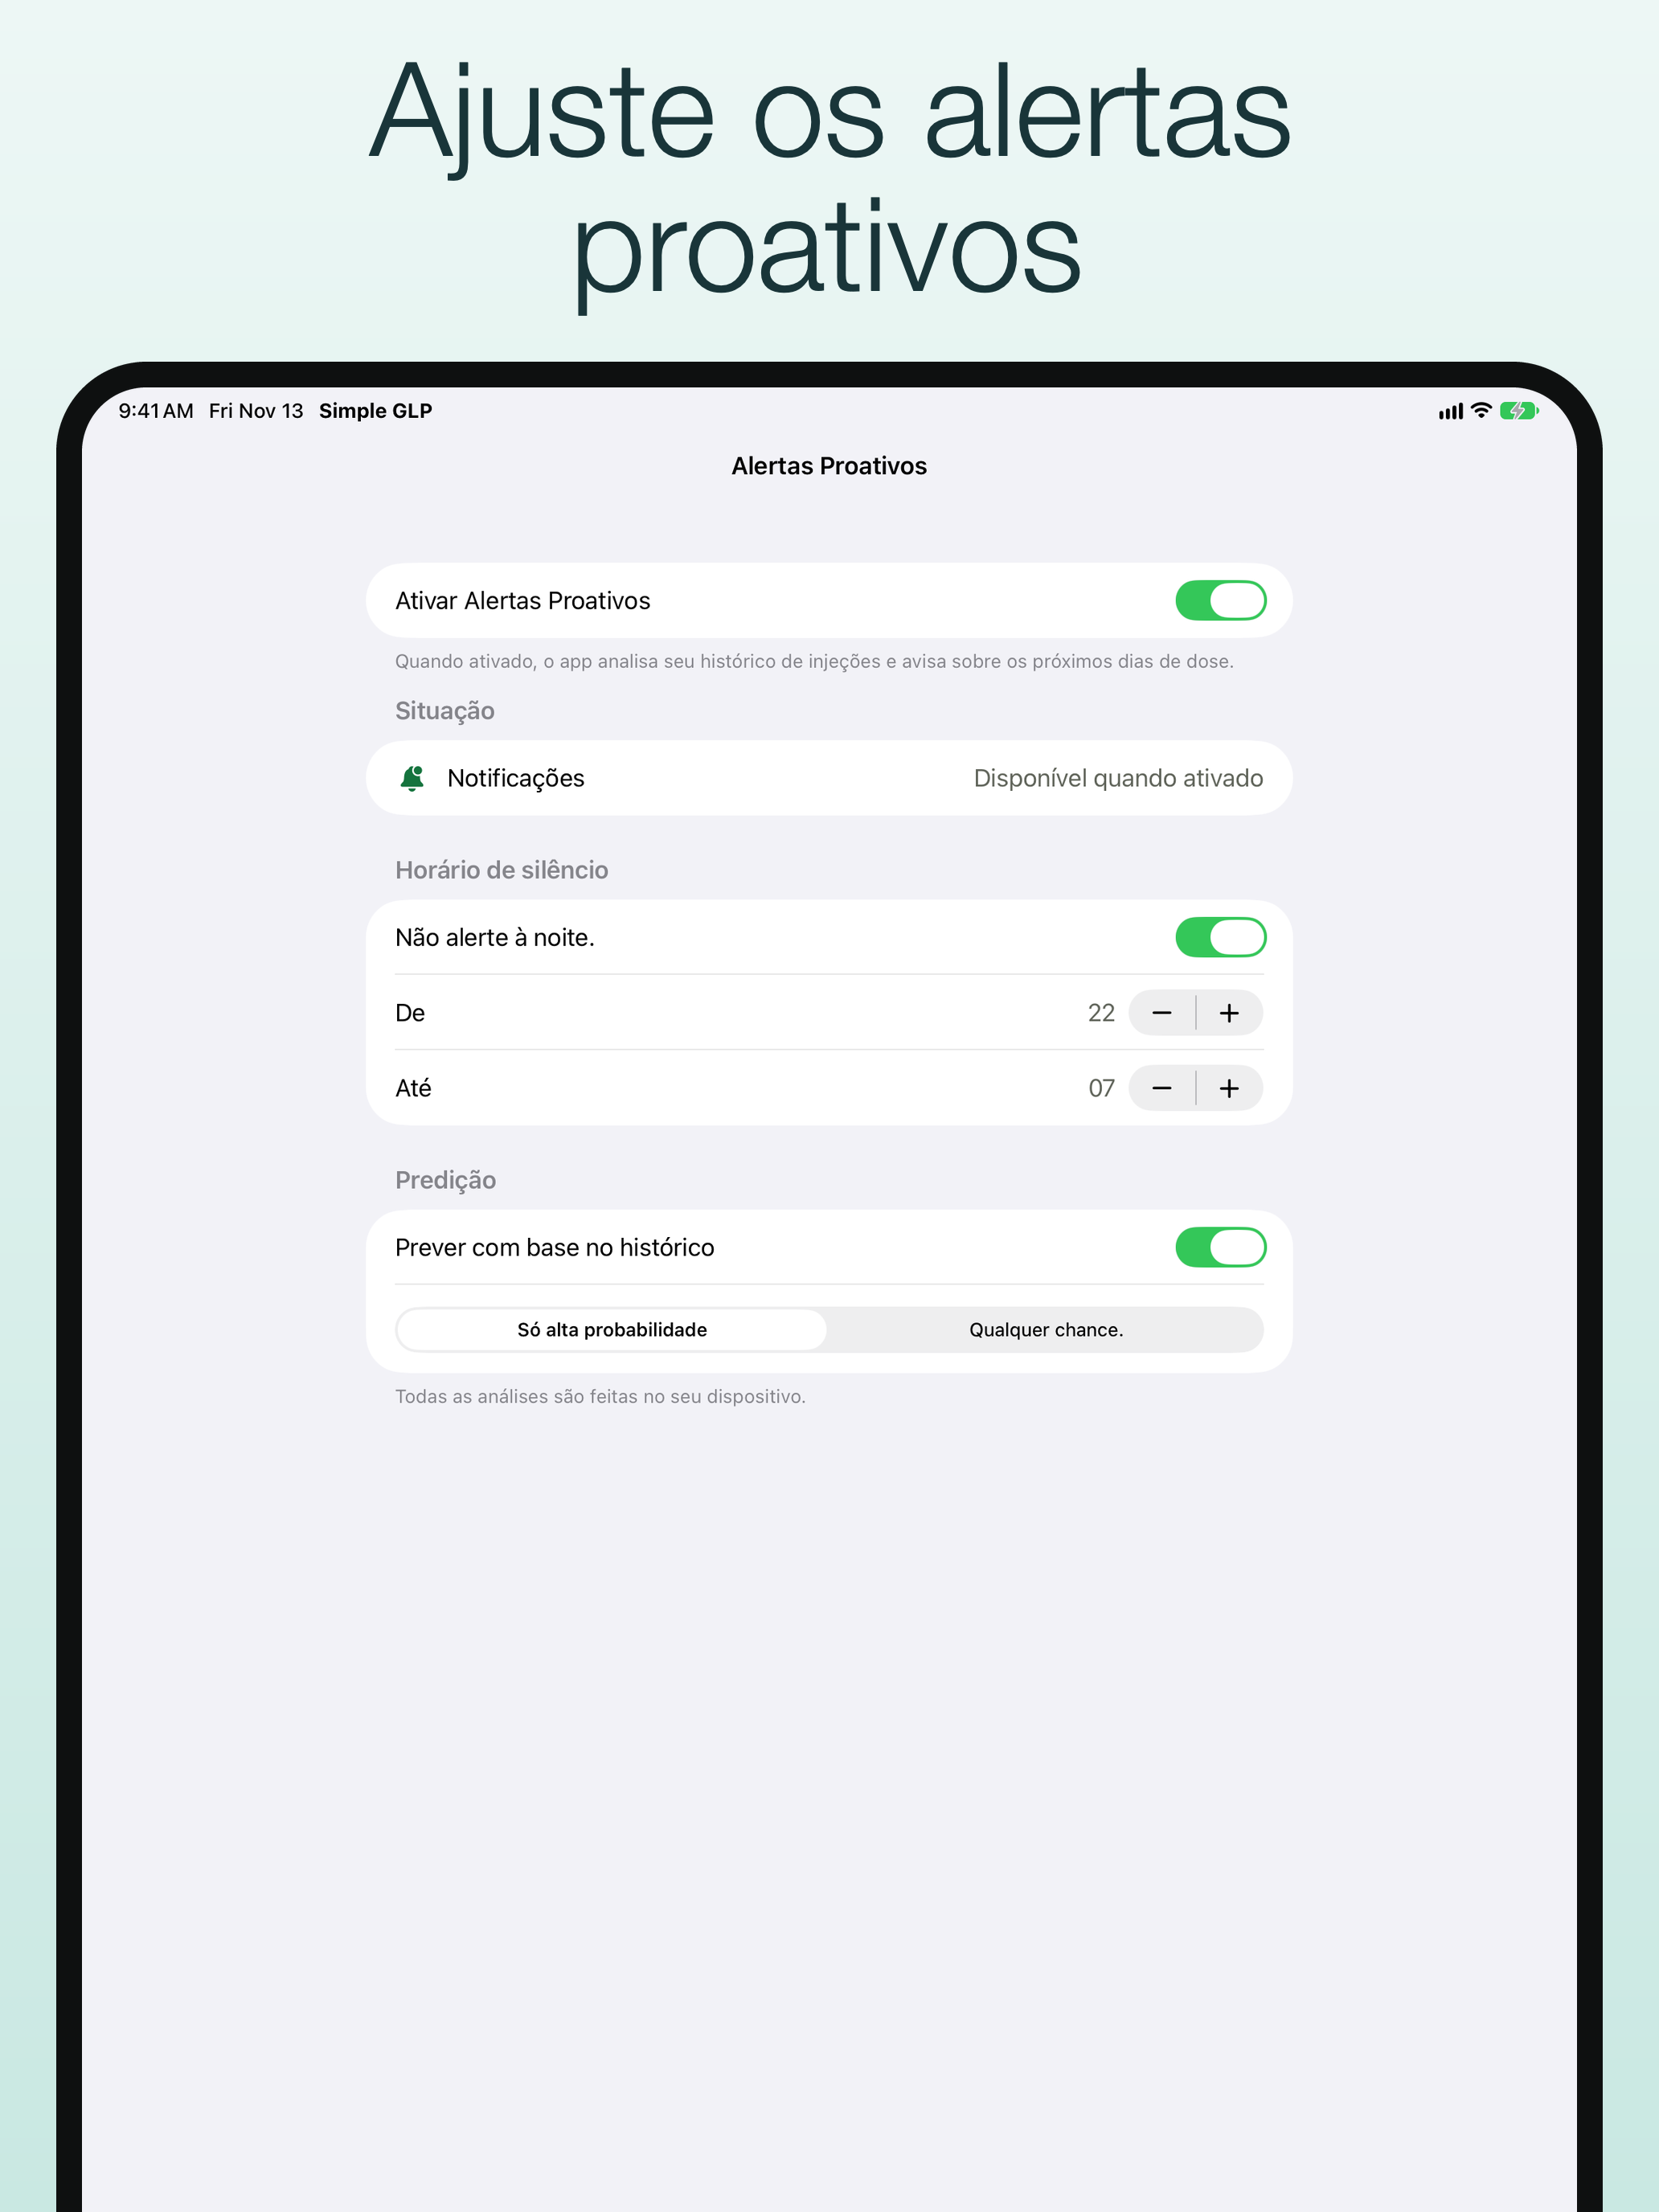 Ajuste os alertas
proativos
9:41 AM Fri Nov 13 Simple GLP
Alertas Proativos
Ativar Alertas Proativos
Quando ativado, o app analisa seu histórico de injeções e avisa sobre os próximos dias de dose.
Situação
Notificações Disponível quando ativado
Horário de silêncio
Não alerte à noite.
De 22
Até 07
Predição
Prever com base no histórico
Só alta probabilidade Qualquer chance.
Todas as análises são feitas no seu dispositivo.